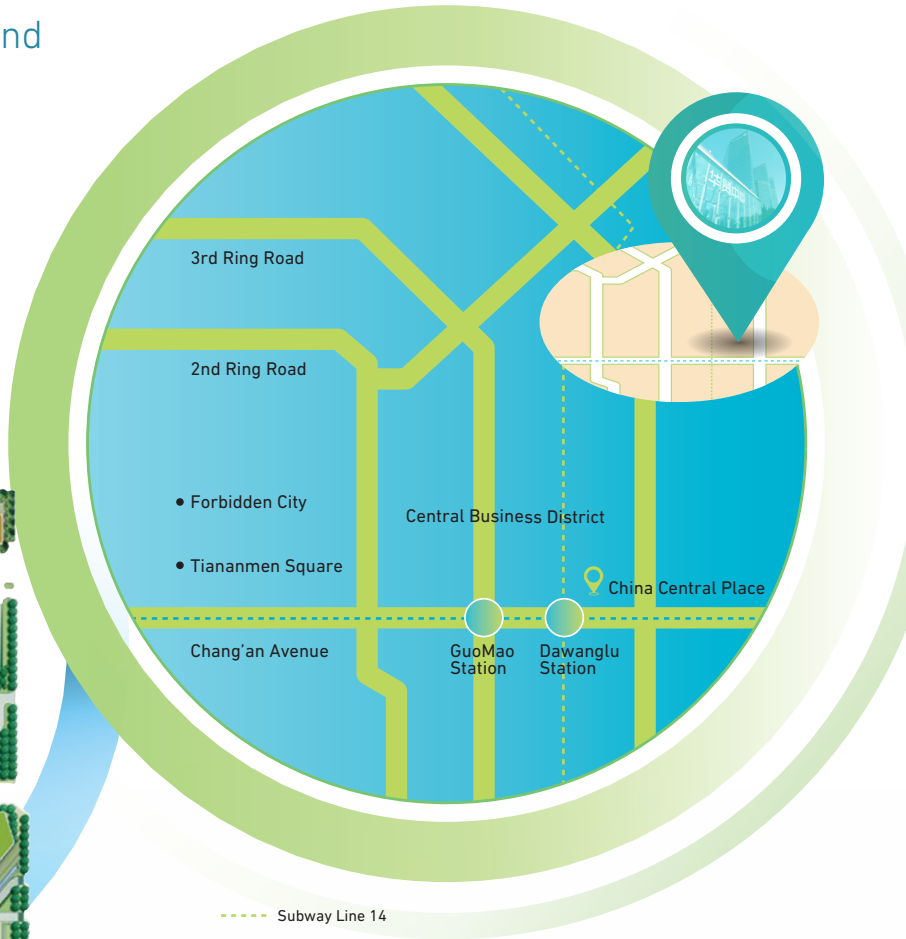 nd
3rd Ring Road
2nd Ring Road
Forbidden City
Central Business District
Tiananmen Square
China Central Place
Chang'an Avenue
GuoMao
Station
Dawanglu
Station
Subway Line 14